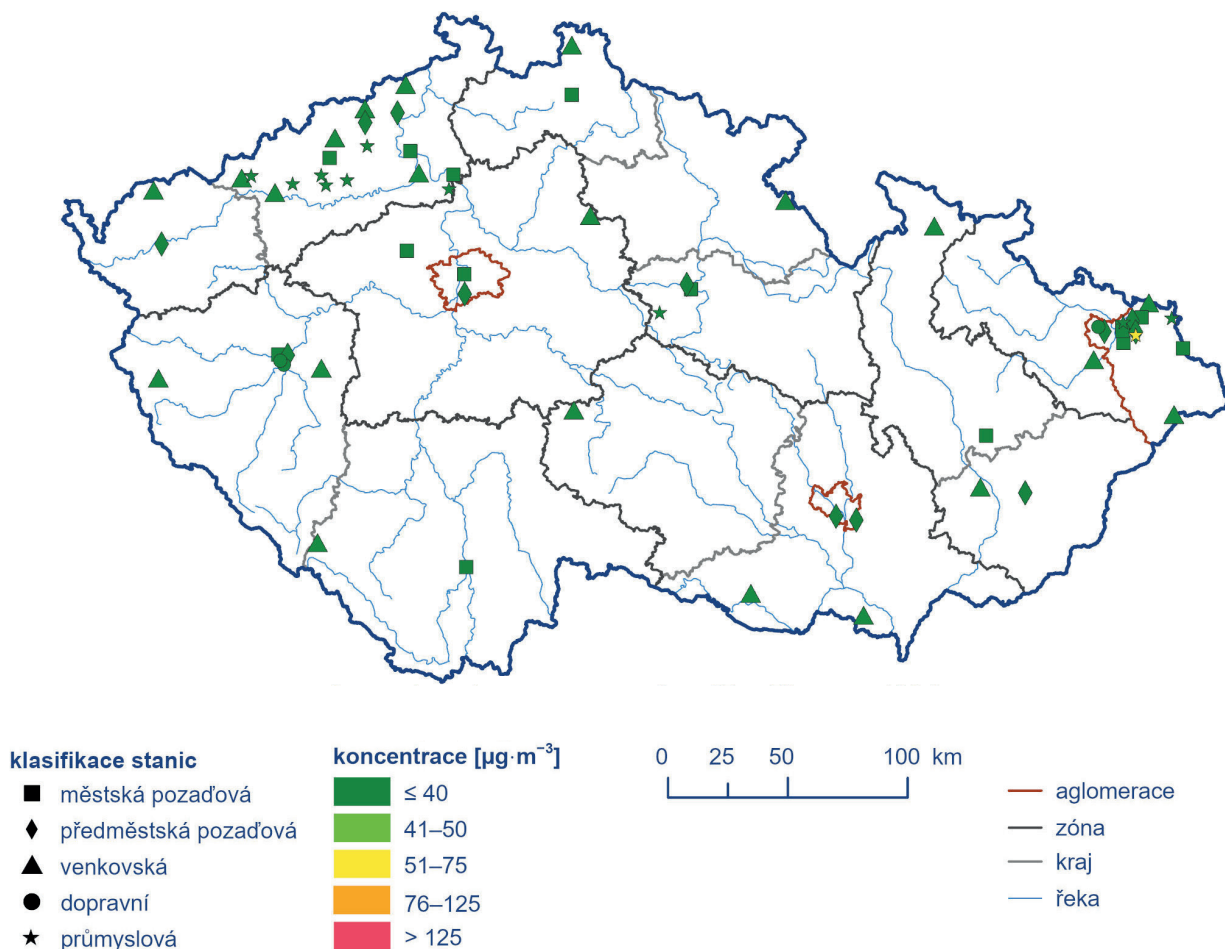 klasifikace stanic
městská pozaďová
předměstská pozaďová
venkovská
dopravní
průmyslová
koncentrace [µg·m⁻³]
≤ 40
41–50
51–75
76–125
> 125
0 25 50 100 km
aglomerace
zóna
kraj
řeka